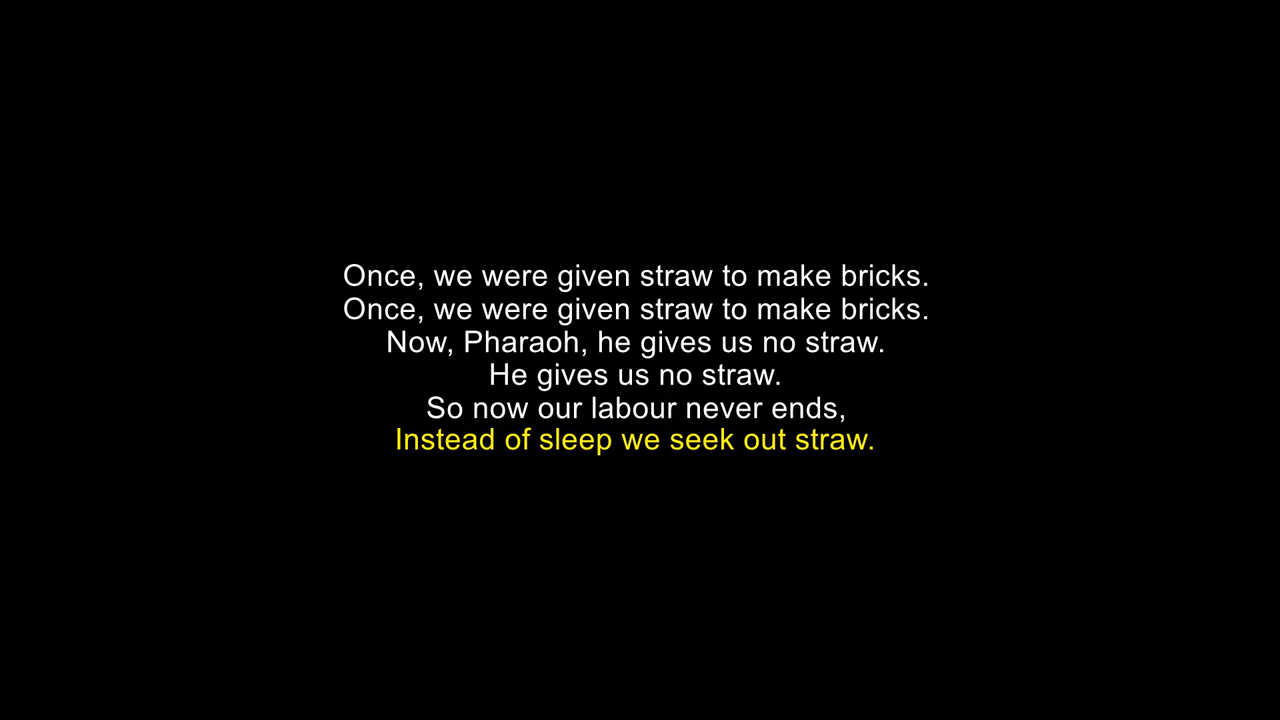 Once, we were given straw to make bricks.
Once, we were given straw to make bricks.
Now, Pharaoh, he gives us no straw.
He gives us no straw.
So now our labour never ends,
Instead of sleep we seek out straw.